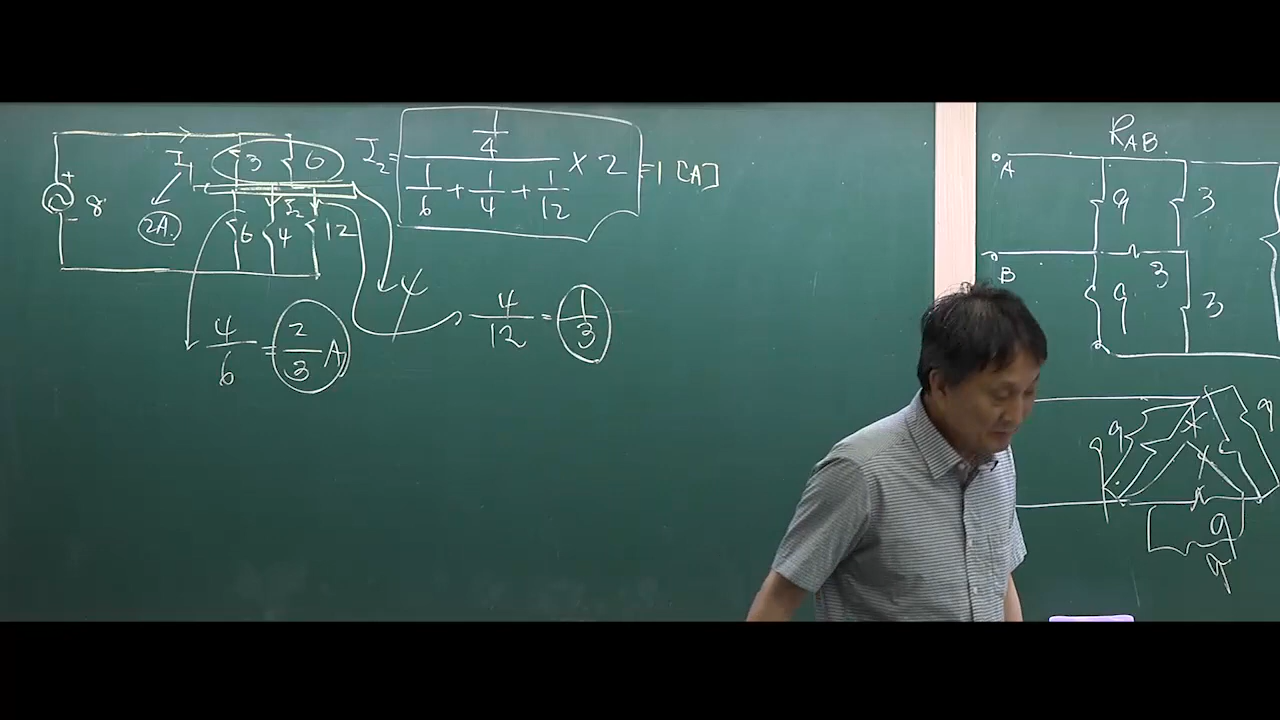 +
-
8
I₁
2A
3 6
I₂
6 4 12
I₂ = (1/4) / (1/6 + 1/4 + 1/12) × 2 = 1 [A]
4
4/6 = 2/3 A
4/12 = 1/3
R_AB
A
B
9 3
3
9 3
9 9 9
9
9